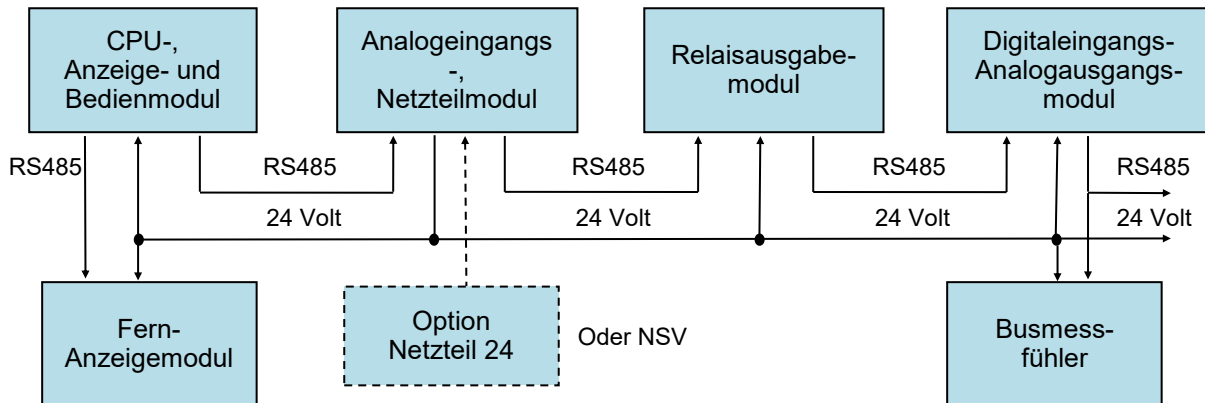 CPU-,
Anzeige- und
Bedienmodul
Analogeingangs
-,
Netzteilmodul
Relaisausgabe-
modul
Digitaleingangs-
Analogausgangs-
modul
RS485
RS485
RS485
RS485
RS485
24 Volt
24 Volt
24 Volt
24 Volt
Fern-
Anzeigemodul
Option
Netzteil 24
Oder NSV
Busmess-
fühler